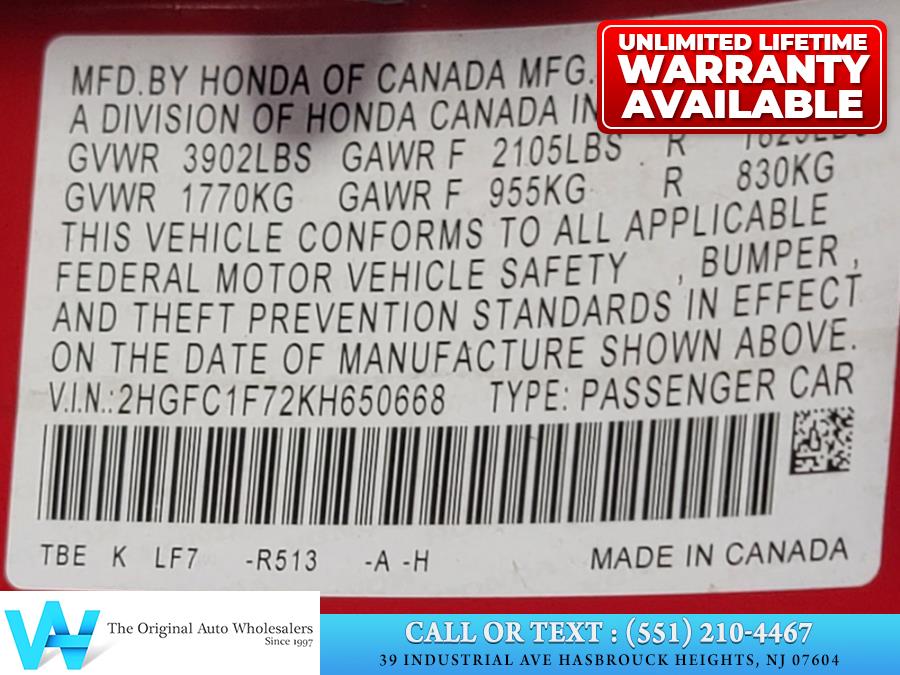 UNLIMITED LIFETIME
WARRANTY
AVAILABLE
MFD.BY HONDA OF CANADA MFG.
A DIVISION OF HONDA CANADA IN
GVWR 3902LBS GAWR F 2105LBS R
GVWR 1770KG GAWR F 955KG R 830KG
THIS VEHICLE CONFORMS TO ALL APPLICABLE
FEDERAL MOTOR VEHICLE SAFETY , BUMPER ,
AND THEFT PREVENTION STANDARDS IN EFFECT
ON THE DATE OF MANUFACTURE SHOWN ABOVE.
V.I.N.:2HGFC1F72KH650668 TYPE: PASSENGER CAR
TBE K LF7 -R513 -A -H MADE IN CANADA
The Original Auto Wholesalers
Since 1997
CALL OR TEXT : (551) 210-4467
39 INDUSTRIAL AVE HASBROUCK HEIGHTS, NJ 07604